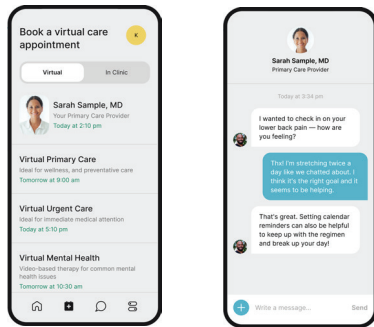 Book a virtual care
appointment
K
Virtual
In Clinic
Sarah Sample, MD
Your Primary Care Provider
Today at 2:10 pm
Virtual Primary Care
Ideal for wellness, and preventative care
Tomorrow at 9:00 am
Virtual Urgent Care
Ideal for immediate medical attention
Today at 5:10 pm
Virtual Mental Health
Video-based therapy for common mental
health issues
Tomorrow at 10:30 am
Sarah Sample, MD
Primary Care Provider
Today at 3:34 pm
I wanted to check in on your
lower back pain — how are
you feeling?
Thx! I'm stretching twice a
day like we chatted about. I
think it's the right goal and it
seems to be helping.
That's great. Setting calendar
reminders can also be helpful
to keep up with the regimen
and break up your day!
Write a message...
Send